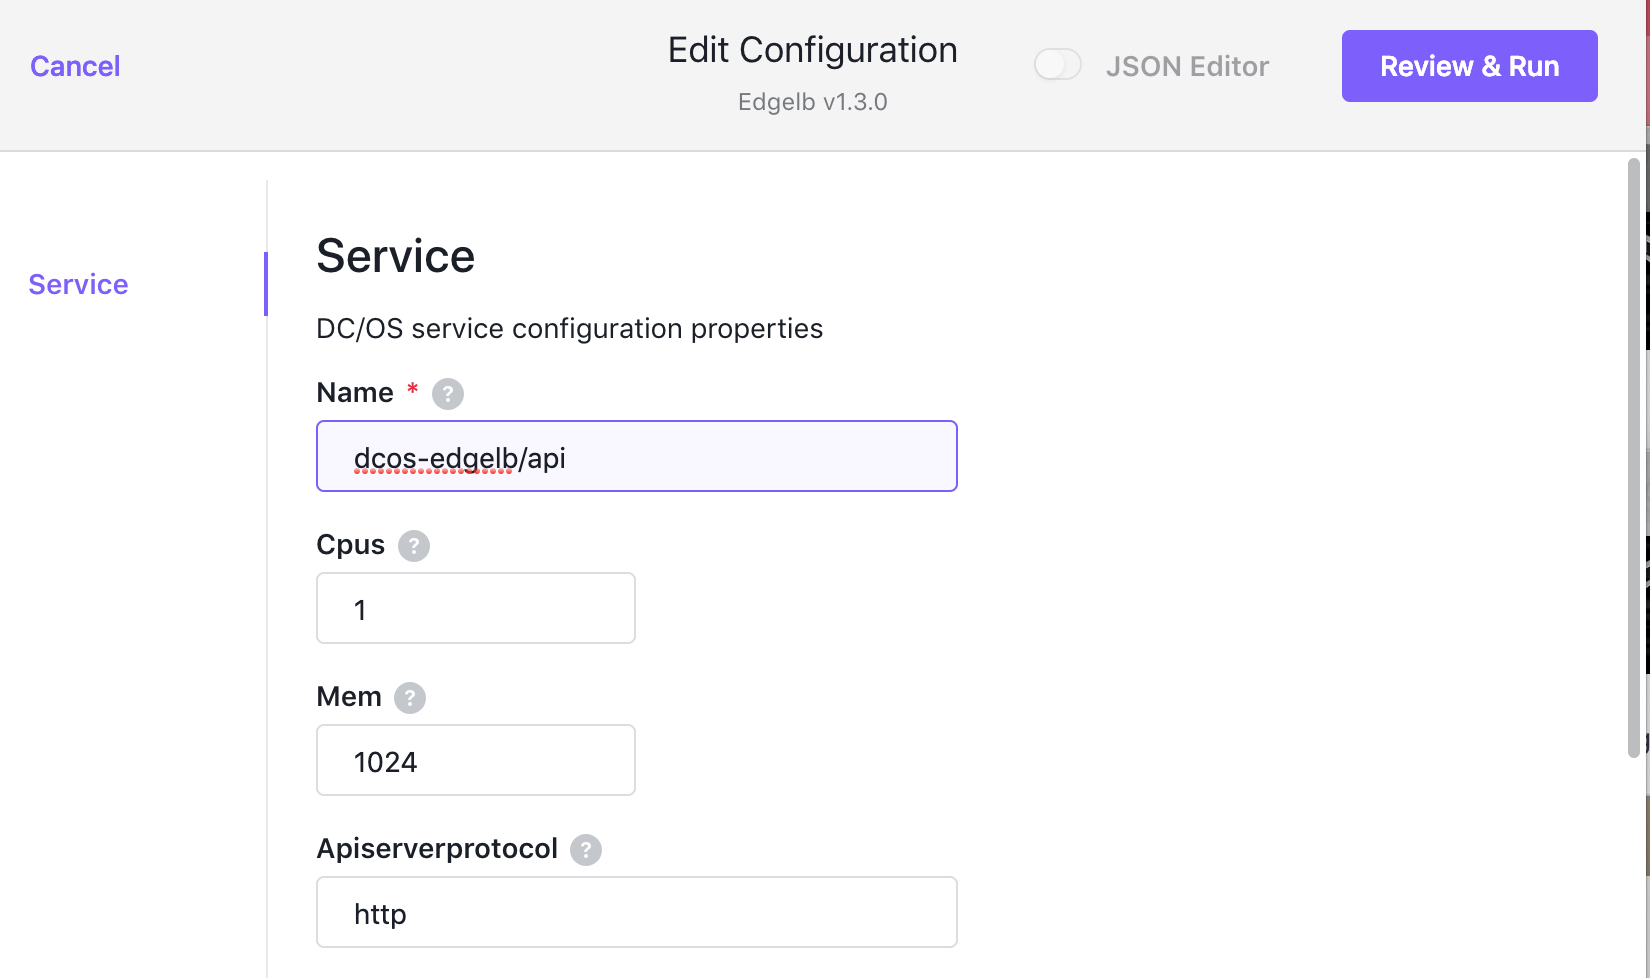 Cancel
Edit Configuration
Edgelb v1.3.0
JSON Editor
Review & Run
Service
Service
DC/OS service configuration properties
Name * ?
dcos-edgelb/api
Cpus ?
1
Mem ?
1024
Apiserverprotocol ?
http